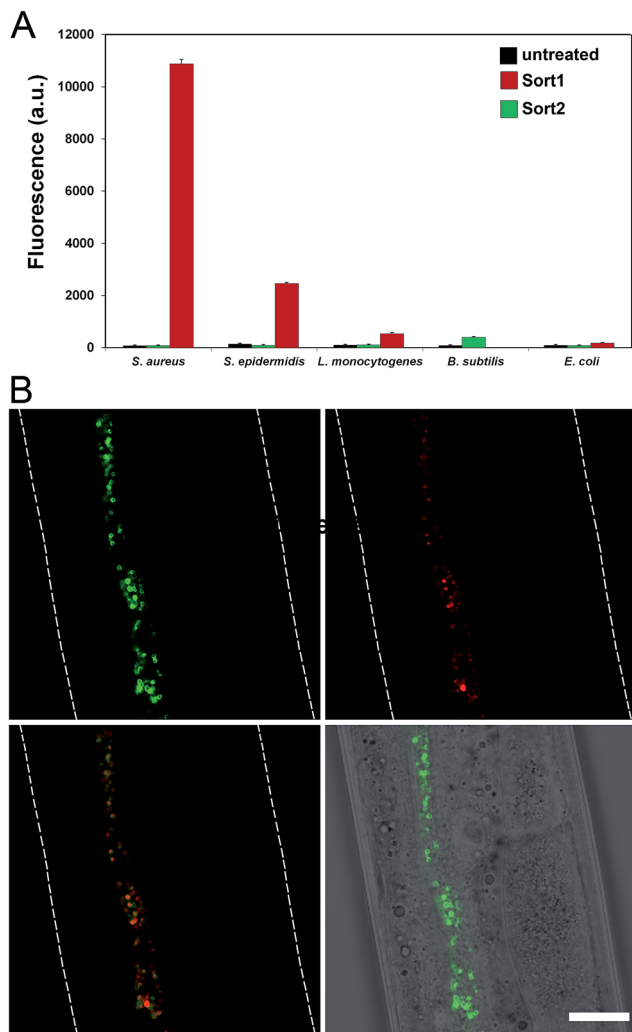 A
12000
10000
8000
6000
4000
2000
0
Fluorescence (a.u.)
untreated
Sort1
Sort2
S. aureus S. epidermidis L. monocytogenes B. subtilis E. coli
B
e